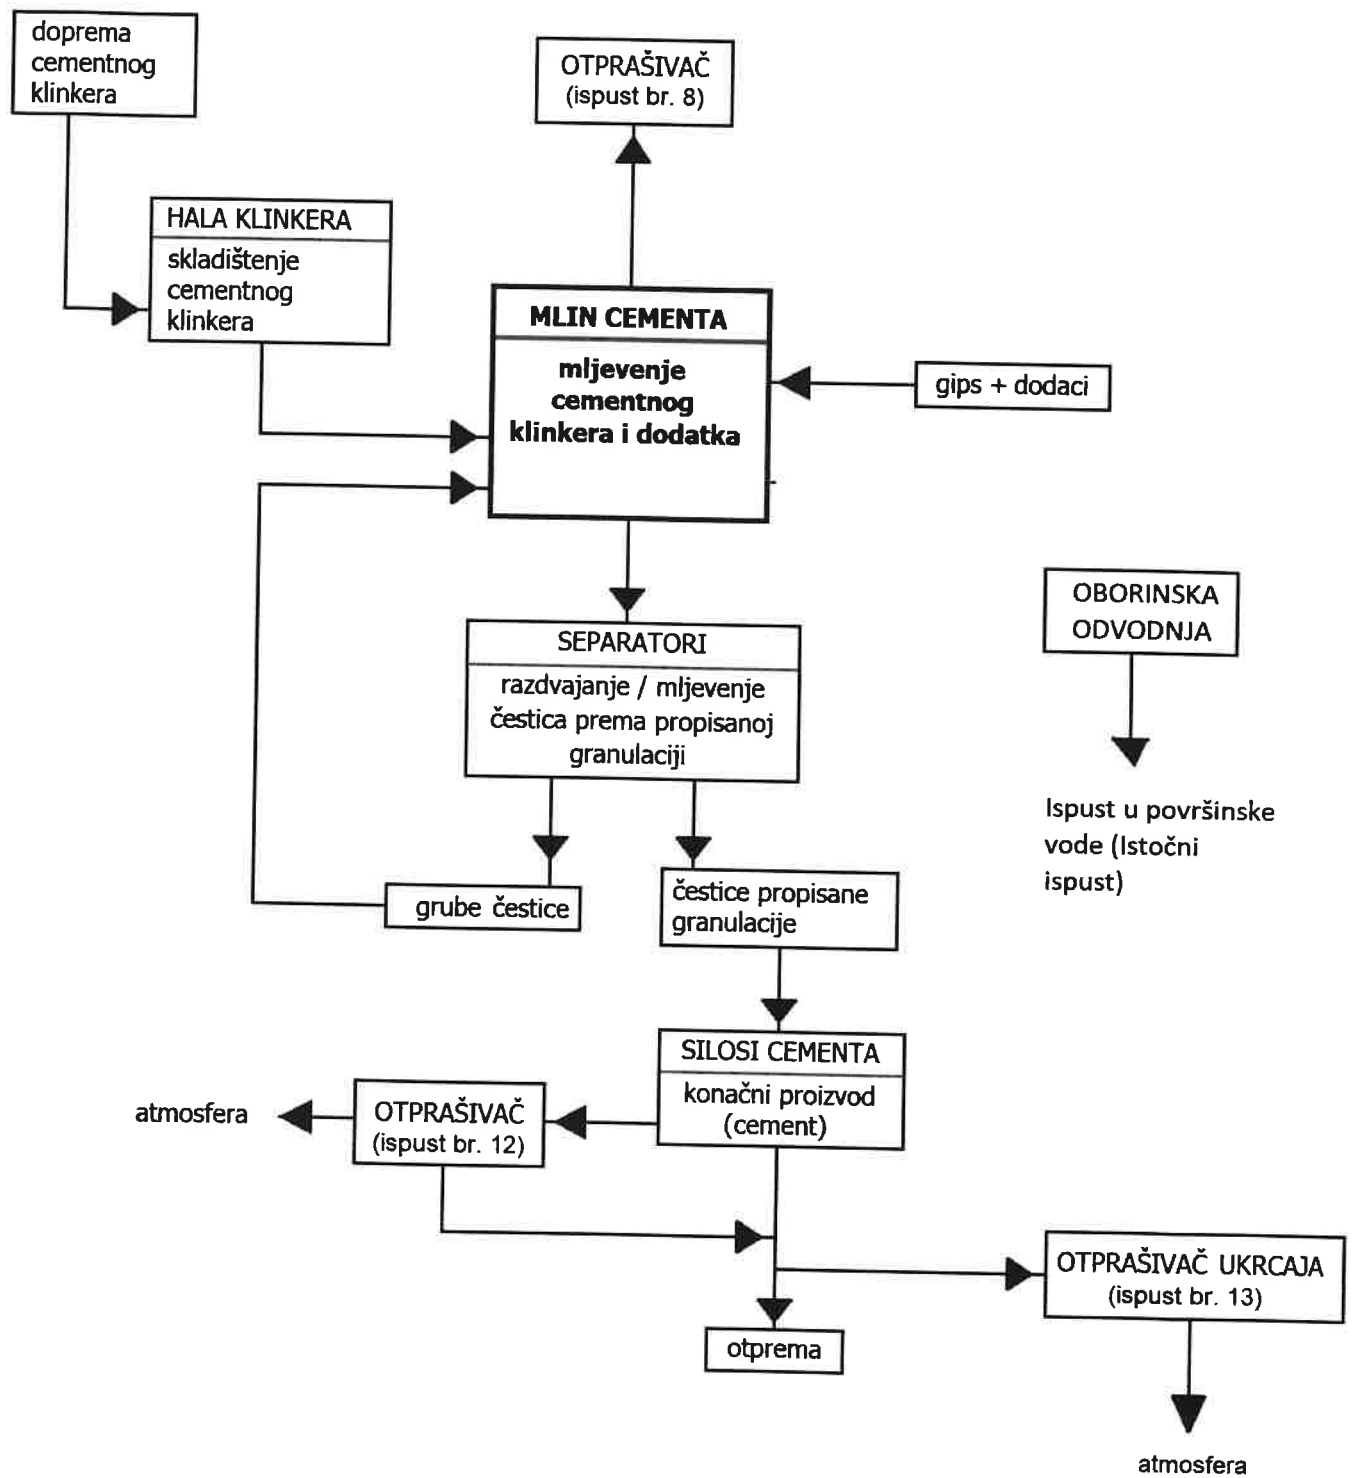 doprema
cementnog
klinkera
OTPRAŠIVAČ
(ispust br. 8)
HALA KLINKERA
skladištenje
cementnog
klinkera
MLIN CEMENTA
mljevenje
cementnog
klinkera i dodatka
gips + dodaci
SEPARATORI
razdvajanje / mljevenje
čestica prema propisanoj
granulaciji
OBORINSKA
ODVODNJA
Ispust u površinske
vode (Istočni
ispust)
grube čestice
čestice propisane
granulacije
SILOSI CEMENTA
konačni proizvod
(cement)
atmosfera
OTPRAŠIVAČ
(ispust br. 12)
OTPRAŠIVAČ UKRCAJA
(ispust br. 13)
otprema
atmosfera